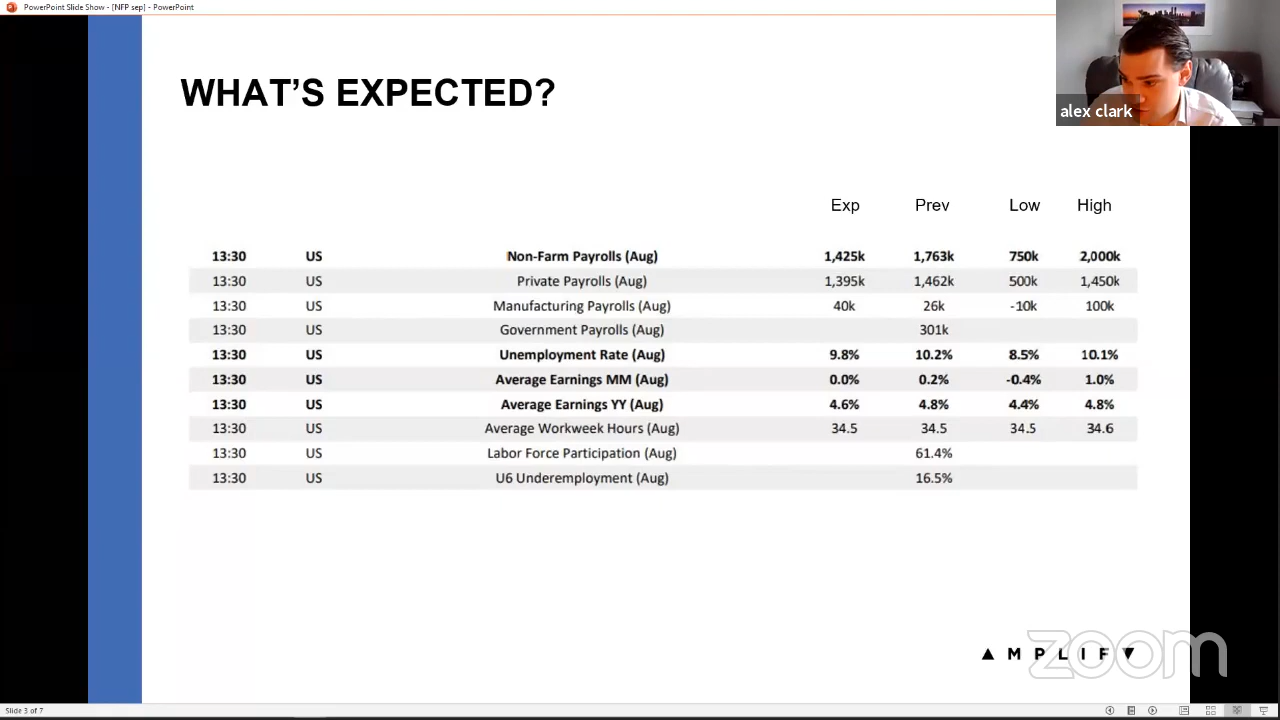 PowerPoint Slide Show - [NFP sep] - PowerPoint
WHAT'S EXPECTED?
alex clark
Exp Prev Low High
13:30 US Non-Farm Payrolls (Aug) 1,425k 1,763k 750k 2,000k
13:30 US Private Payrolls (Aug) 1,395k 1,462k 500k 1,450k
13:30 US Manufacturing Payrolls (Aug) 40k 26k -10k 100k
13:30 US Government Payrolls (Aug) 301k
13:30 US Unemployment Rate (Aug) 9.8% 10.2% 8.5% 10.1%
13:30 US Average Earnings MM (Aug) 0.0% 0.2% -0.4% 1.0%
13:30 US Average Earnings YY (Aug) 4.6% 4.8% 4.4% 4.8%
13:30 US Average Workweek Hours (Aug) 34.5 34.5 34.5 34.6
13:30 US Labor Force Participation (Aug) 61.4%
13:30 US U6 Underemployment (Aug) 16.5%
AMPLIFY
zoom
Slide 3 of 7